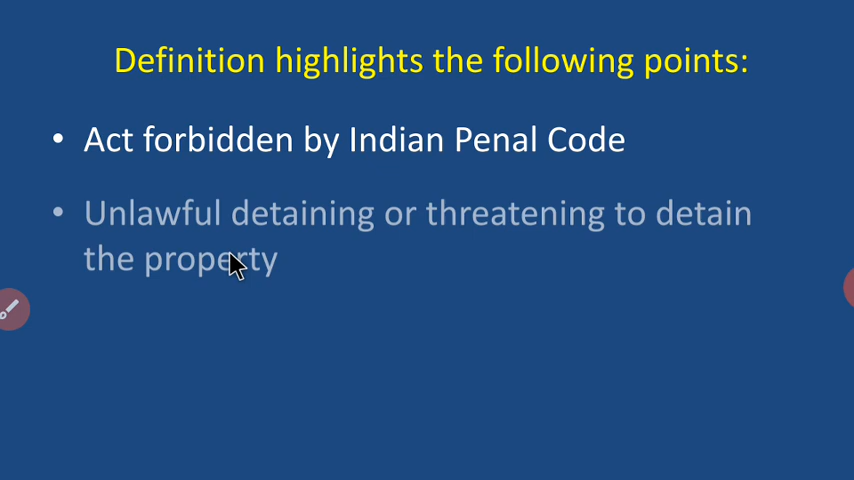 Definition highlights the following points:
• Act forbidden by Indian Penal Code
• Unlawful detaining or threatening to detain
the property